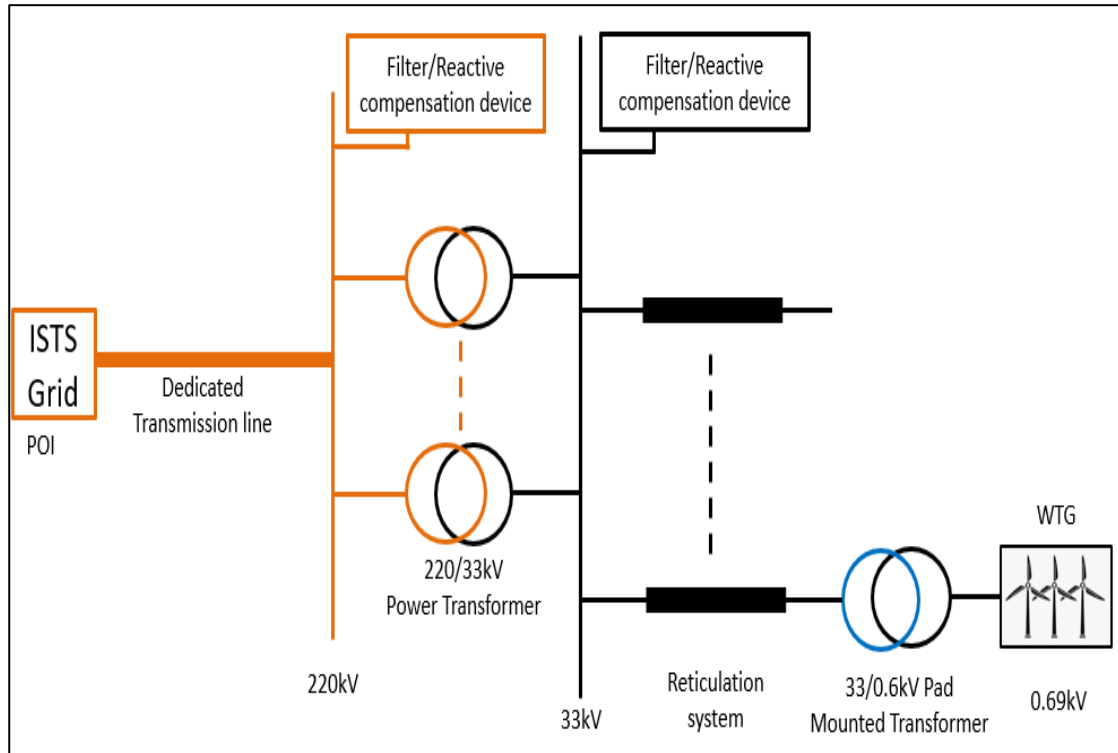 Filter/Reactive
compensation device
Filter/Reactive
compensation device
ISTS
Grid
POI
Dedicated
Transmission line
220/33kV
Power Transformer
WTG
220kV
33kV
Reticulation
system
33/0.6kV Pad
Mounted Transformer
0.69kV